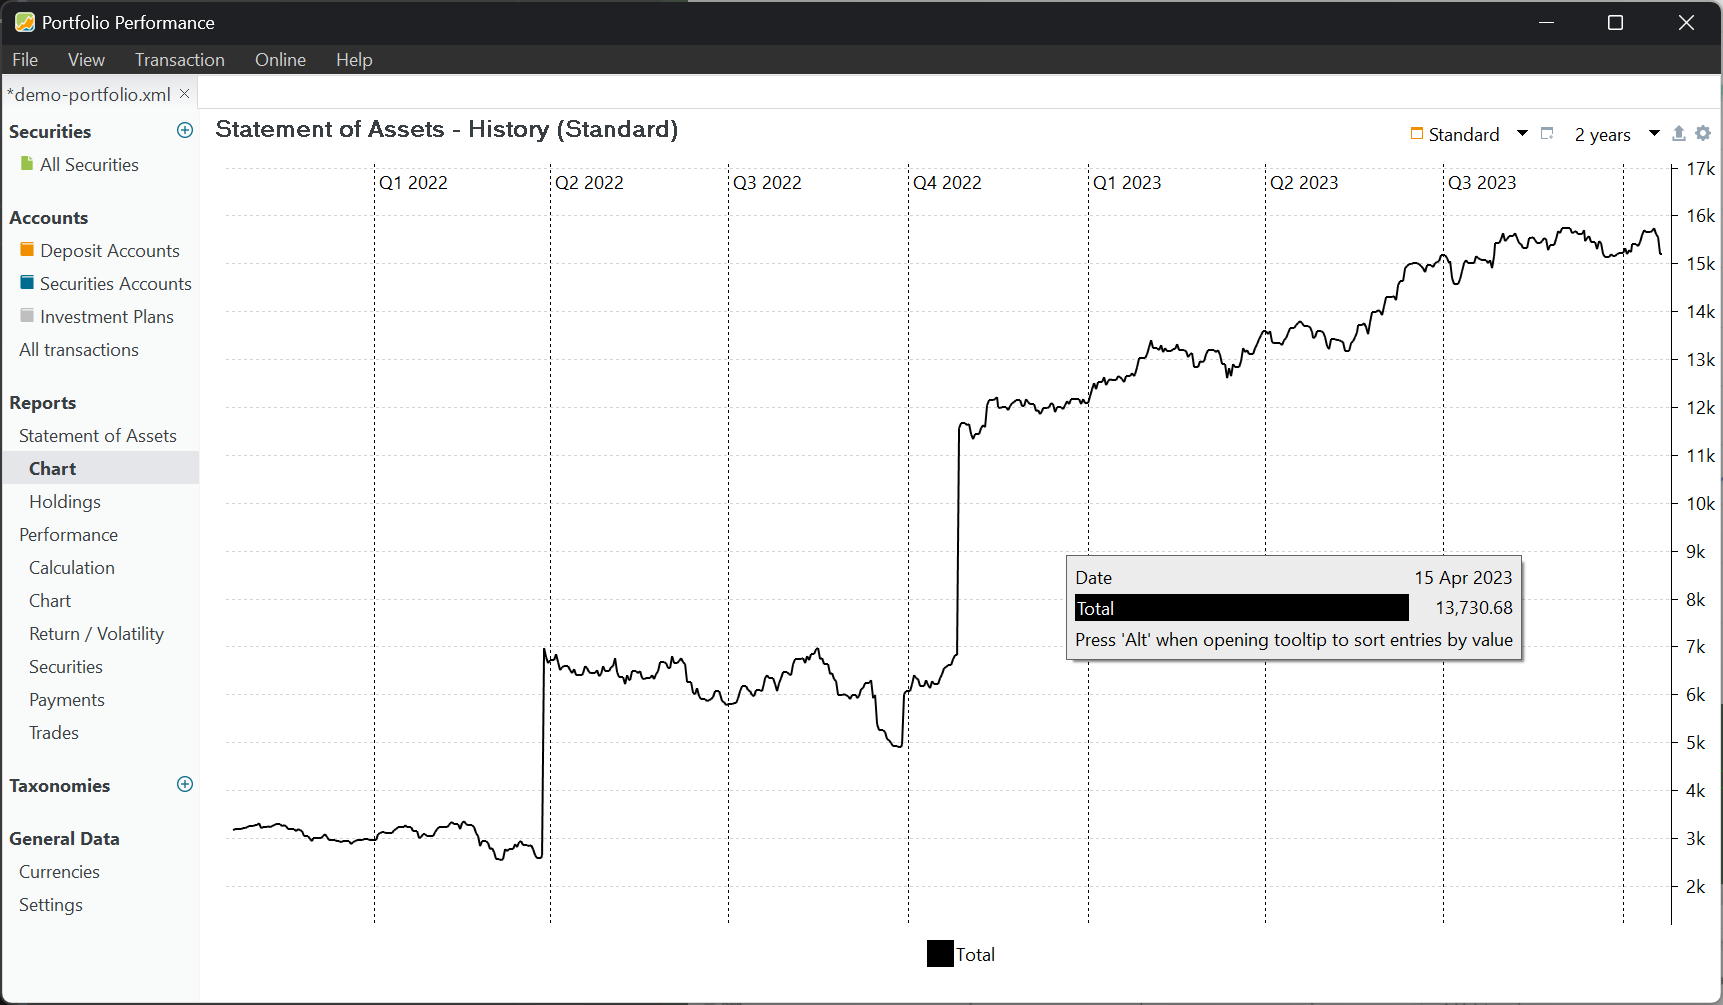 Portfolio Performance
File View Transaction Online Help
*demo-portfolio.xml
Securities
All Securities
Accounts
Deposit Accounts
Securities Accounts
Investment Plans
All transactions
Reports
Statement of Assets
Chart
Holdings
Performance
Calculation
Chart
Return / Volatility
Securities
Payments
Trades
Taxonomies
General Data
Currencies
Settings
Statement of Assets - History (Standard)
Standard 2 years
Q1 2022 Q2 2022 Q3 2022 Q4 2022 Q1 2023 Q2 2023 Q3 2023
17k
16k
15k
14k
13k
12k
11k
10k
9k
8k
7k
6k
5k
4k
3k
2k
Date 15 Apr 2023
Total 13,730.68
Press 'Alt' when opening tooltip to sort entries by value
Total